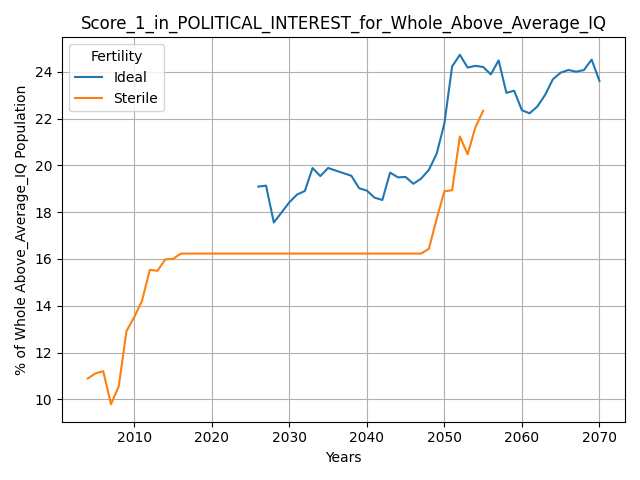 Score_1_in_POLITICAL_INTEREST_for_Whole_Above_Average_IQ
Fertility
Ideal
Sterile
% of Whole Above_Average_IQ Population
24
22
20
18
16
14
12
10
2010 2020 2030 2040 2050 2060 2070
Years